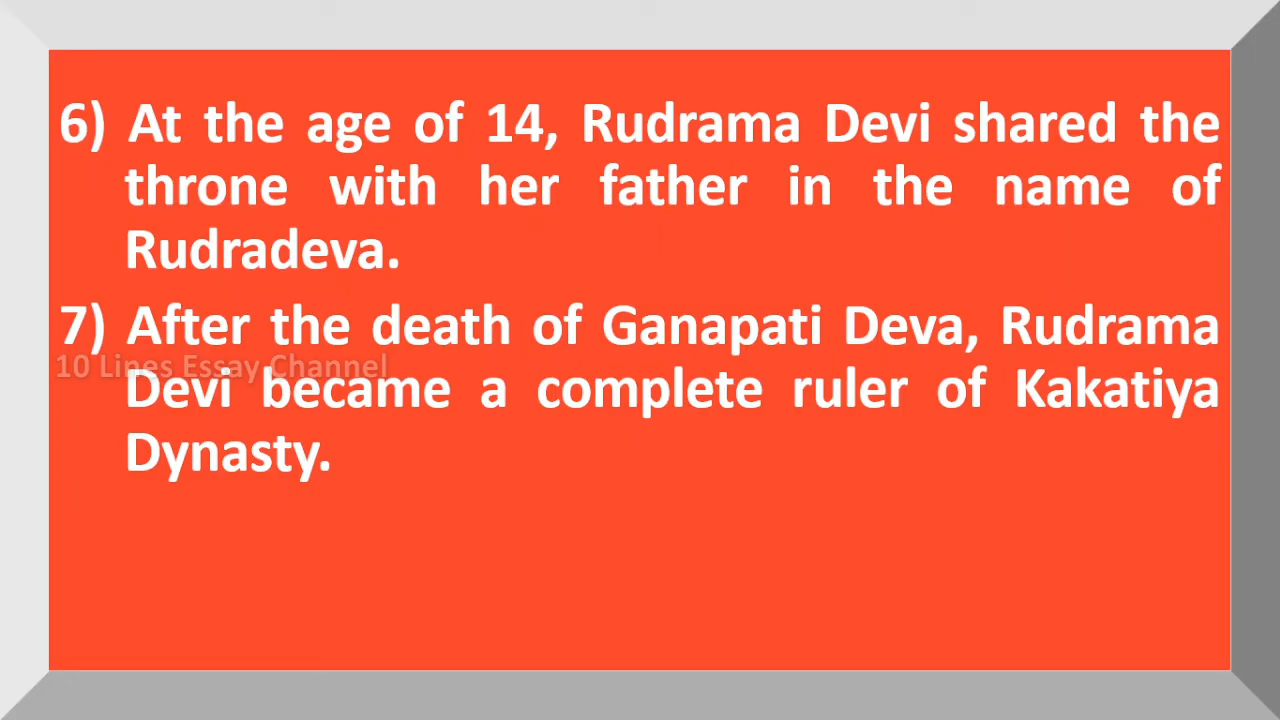 6) At the age of 14, Rudrama Devi shared the
throne with her father in the name of
Rudradeva.
7) After the death of Ganapati Deva, Rudrama
10 Lines Essay Channel
Devi became a complete ruler of Kakatiya
Dynasty.